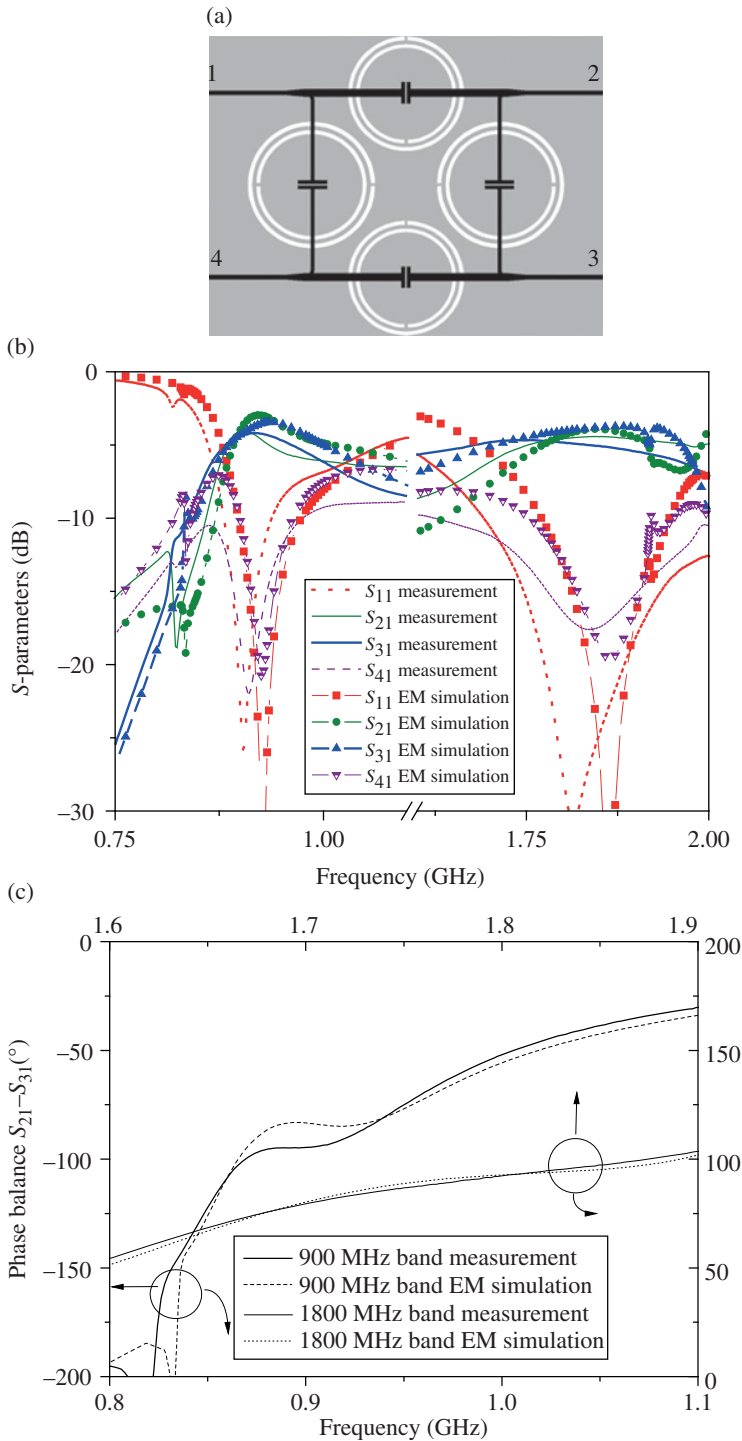 (a)
1
2
4
3
(b)
0
−10
−20
−30
S-parameters (dB)
S11 measurement
S21 measurement
S31 measurement
S41 measurement
S11 EM simulation
S21 EM simulation
S31 EM simulation
S41 EM simulation
0.75
1.00
1.75
2.00
Frequency (GHz)
(c)
1.6
1.7
1.8
1.9
0
−50
−100
−150
−200
200
150
100
50
0
Phase balance S21–S31(°)
900 MHz band measurement
900 MHz band EM simulation
1800 MHz band measurement
1800 MHz band EM simulation
0.8
0.9
1.0
1.1
Frequency (GHz)